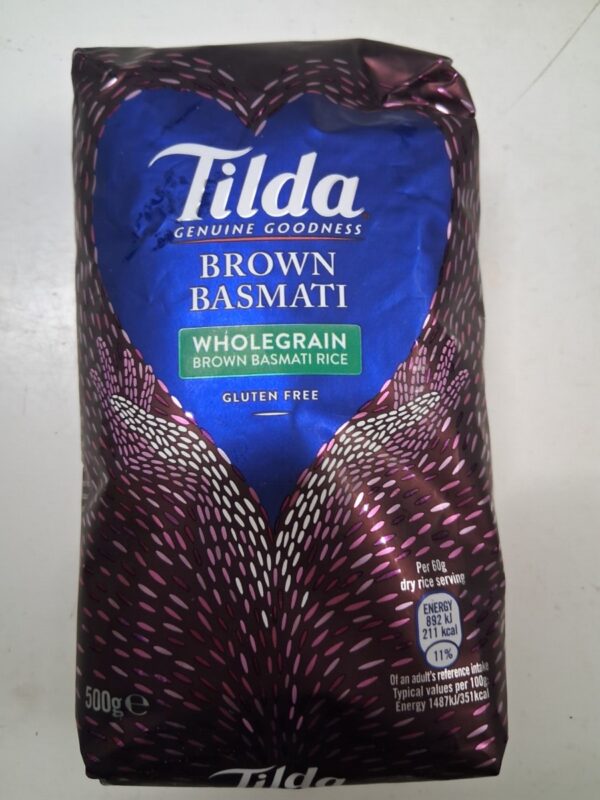 Tilda
GENUINE GOODNESS
BROWN
BASMATI
WHOLEGRAIN
BROWN BASMATI RICE
GLUTEN FREE
Per 60g
dry rice serving
ENERGY
892 kJ
211 kcal
11%
Of an adult's reference intake
Typical values per 100g:
Energy 1487kJ/351kcal
500g ℮
Tilda